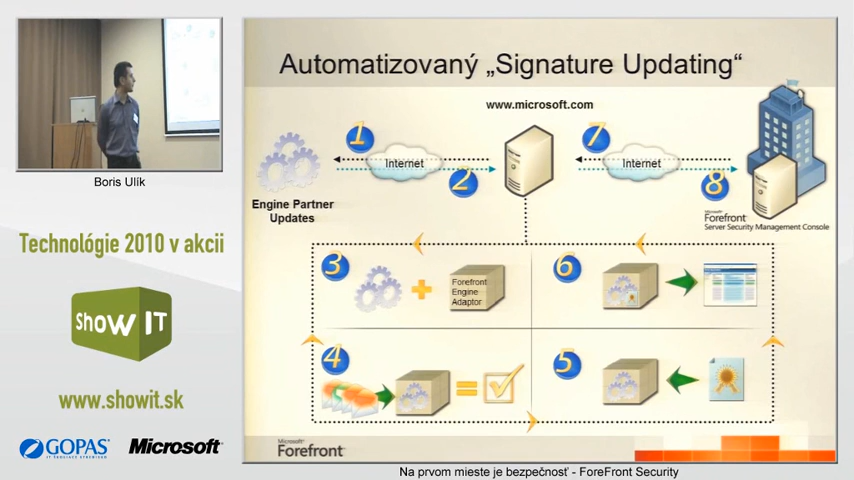 Boris Ulík
Technológie 2010 v akcii
Show IT
www.showit.sk
GOPAS
Microsoft
Automatizovaný „Signature Updating“
www.microsoft.com
1
Internet
2
7
Internet
8
Engine Partner
Updates
Forefront
Server Security Management Console
3
Forefront
Engine
Adaptor
6
4
5
Microsoft
Forefront
Na prvom mieste je bezpečnosť - ForeFront Security